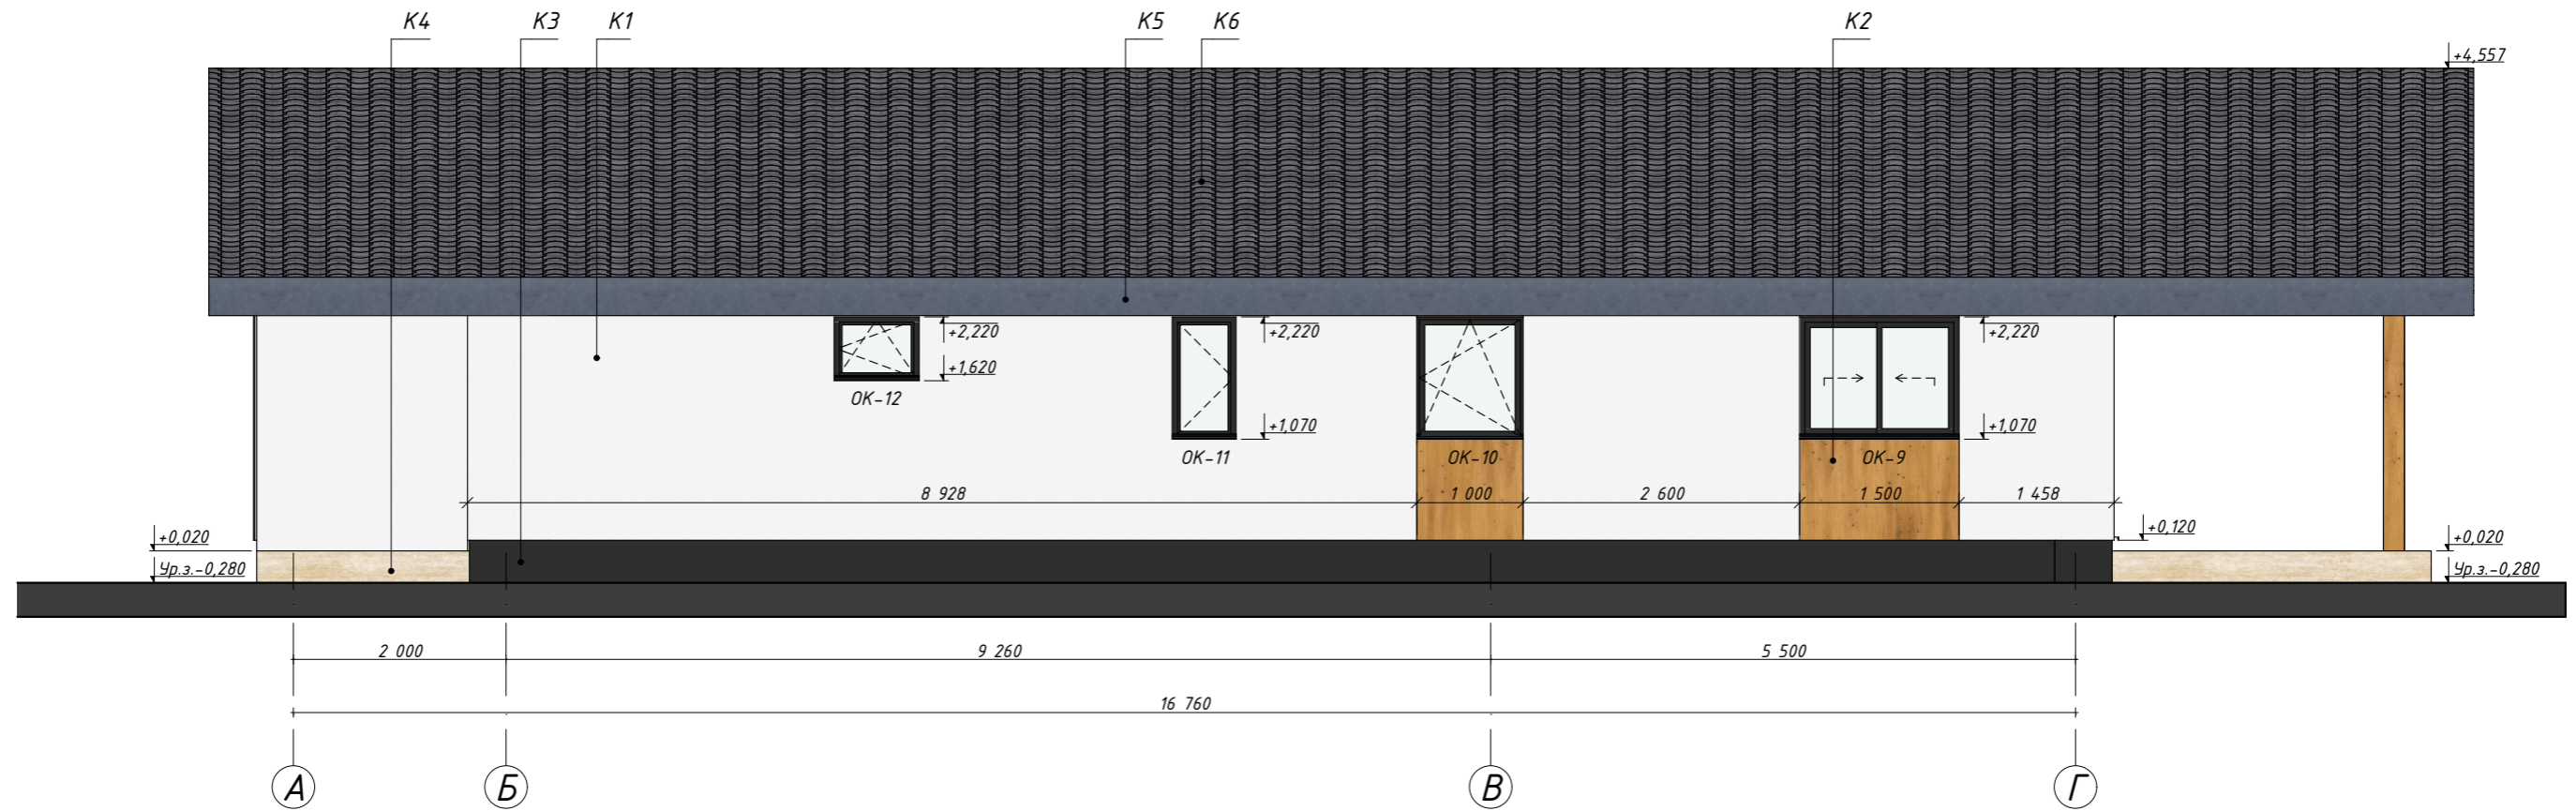 К4 К3 К1 К5 К6 К2
+4,557
+2,220 +2,220 +2,220
+1,620
ОК-12
+1,070 +1,070
ОК-11 ОК-10 ОК-9
8 928 1 000 2 600 1 500 1 458
+0,120
+0,020 +0,020
Ур.з.-0,280 Ур.з.-0,280
2 000 9 260 5 500
16 760
А Б В Г